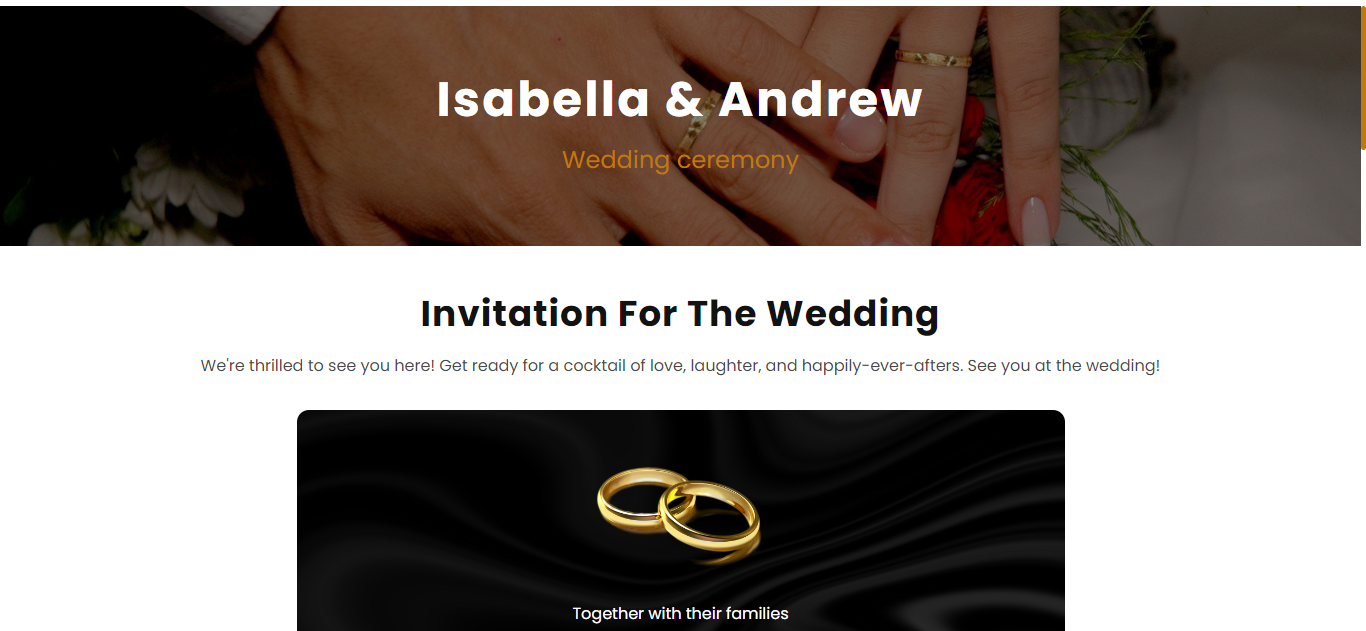 Isabella & Andrew
Wedding ceremony
Invitation For The Wedding
We're thrilled to see you here! Get ready for a cocktail of love, laughter, and happily-ever-afters. See you at the wedding!
Together with their families